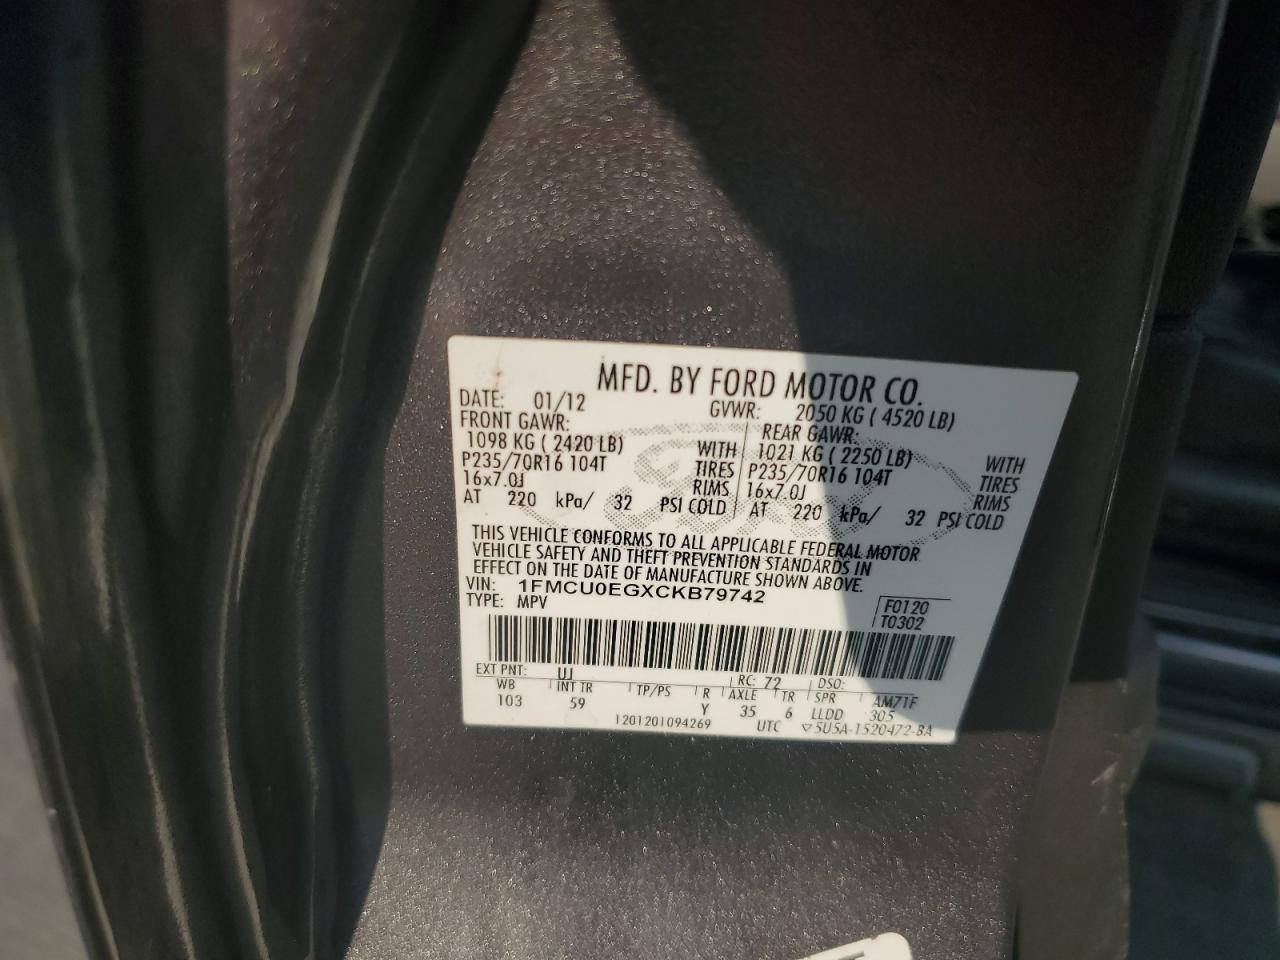 MFD. BY FORD MOTOR CO.
DATE: 01/12 GVWR: 2050 KG ( 4520 LB)
FRONT GAWR: REAR GAWR:
1098 KG ( 2420 LB) WITH 1021 KG ( 2250 LB) WITH
P235/70R16 104T TIRES P235/70R16 104T TIRES
16x7.0J RIMS 16x7.0J RIMS
AT 220 kPa/ 32 PSI COLD AT 220 kPa/ 32 PSI COLD
THIS VEHICLE CONFORMS TO ALL APPLICABLE FEDERAL MOTOR
VEHICLE SAFETY AND THEFT PREVENTION STANDARDS IN
EFFECT ON THE DATE OF MANUFACTURE SHOWN ABOVE.
VIN: 1FMCU0EGXCKB79742
TYPE: MPV F0120
T0302
EXT PNT: UJ RC: 72 DSO:
WB INT TR TP/PS R AXLE TR SPR AM71F
103 59 Y 35 6 LLDD 305
1201201094269 UTC ▽5U5A-1520472-BA